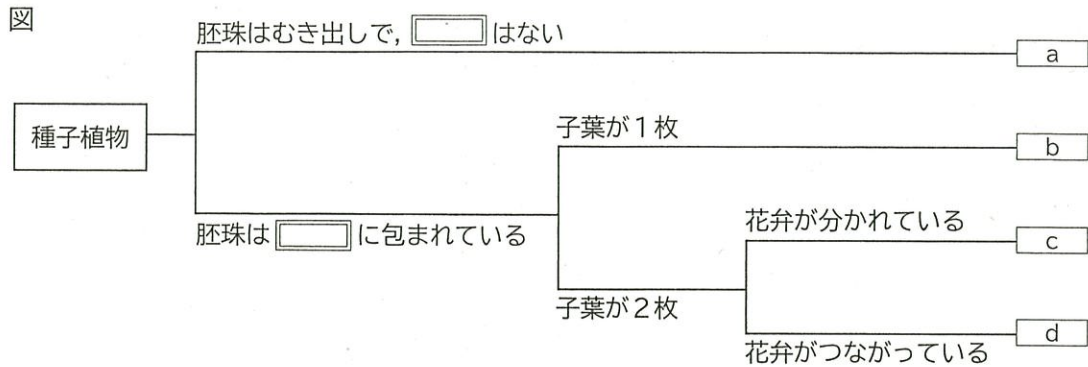 図
胚珠はむき出しで, はない
a
種子植物
子葉が1枚
b
胚珠は に包まれている
花弁が分かれている
c
子葉が2枚
d
花弁がつながっている